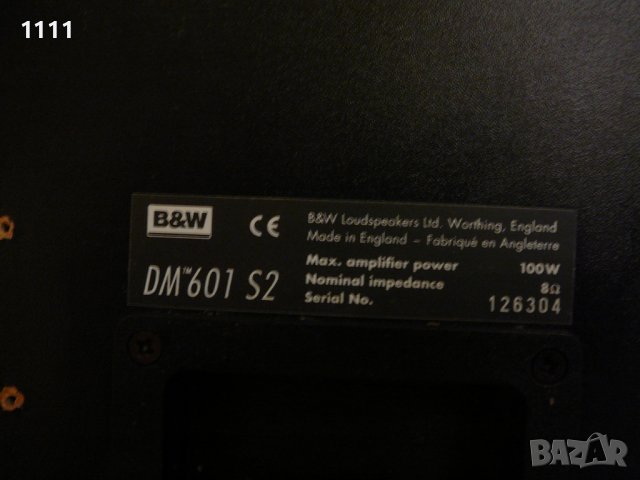 1111
B&W
CE
B&W Loudspeakers Ltd. Worthing, England
Made in England - Fabriqué en Angleterre
DM™601 S2
Max. amplifier power 100W
Nominal impedance 8Ω
Serial No. 126304
BAZAR